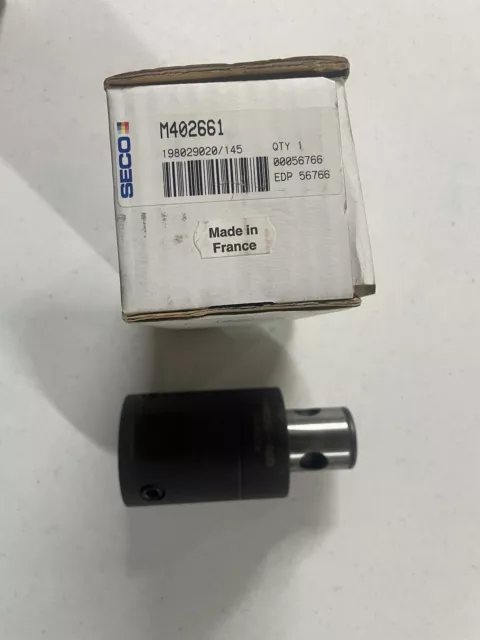 SECO
M402661
198029020/145
QTY 1
00056766
EDP 56766
Made in
France